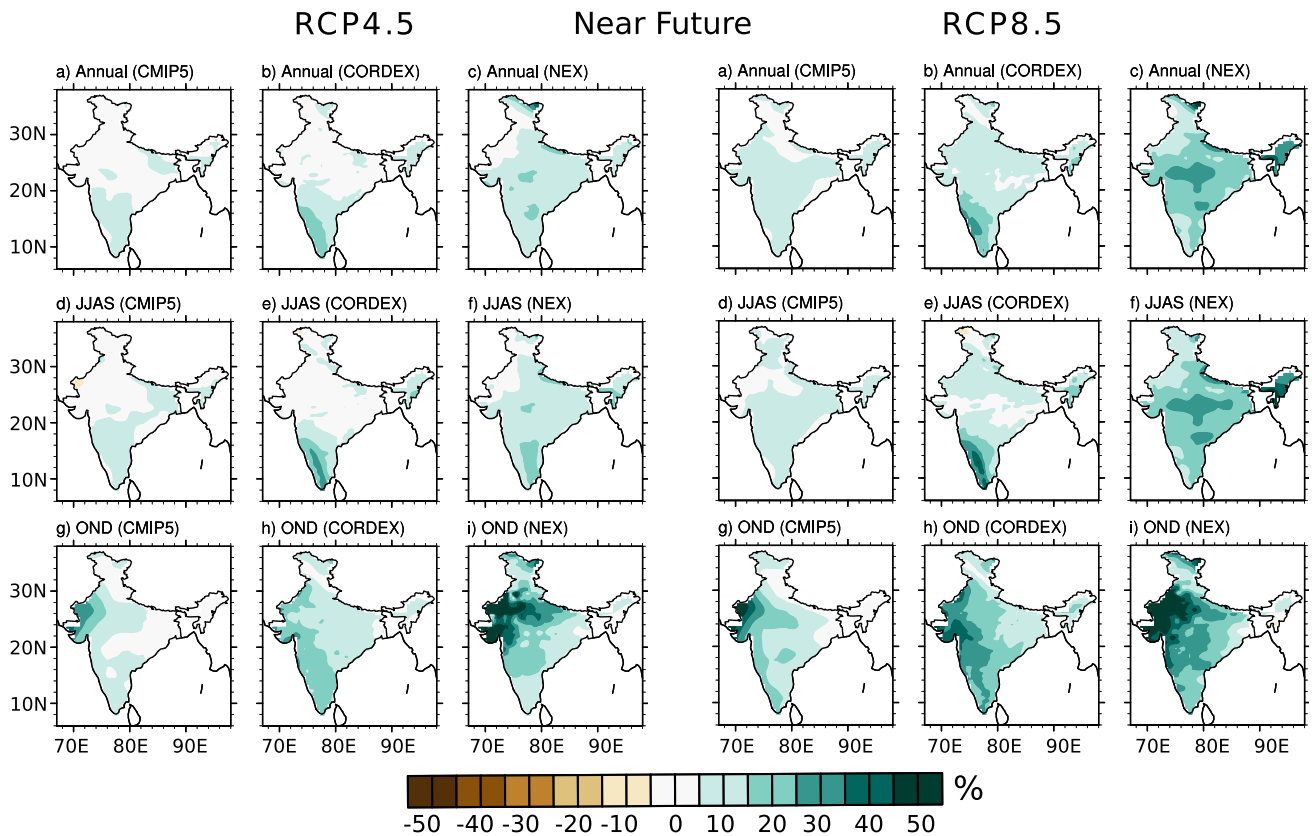 RCP4.5 Near Future RCP8.5
a) Annual (CMIP5) b) Annual (CORDEX) c) Annual (NEX) a) Annual (CMIP5) b) Annual (CORDEX) c) Annual (NEX)
30N
20N
10N
d) JJAS (CMIP5) e) JJAS (CORDEX) f) JJAS (NEX) d) JJAS (CMIP5) e) JJAS (CORDEX) f) JJAS (NEX)
30N
20N
10N
g) OND (CMIP5) h) OND (CORDEX) i) OND (NEX) g) OND (CMIP5) h) OND (CORDEX) i) OND (NEX)
30N
20N
10N
70E 80E 90E 70E 80E 90E 70E 80E 90E 70E 80E 90E 70E 80E 90E 70E 80E 90E
%
-50 -40 -30 -20 -10 0 10 20 30 40 50